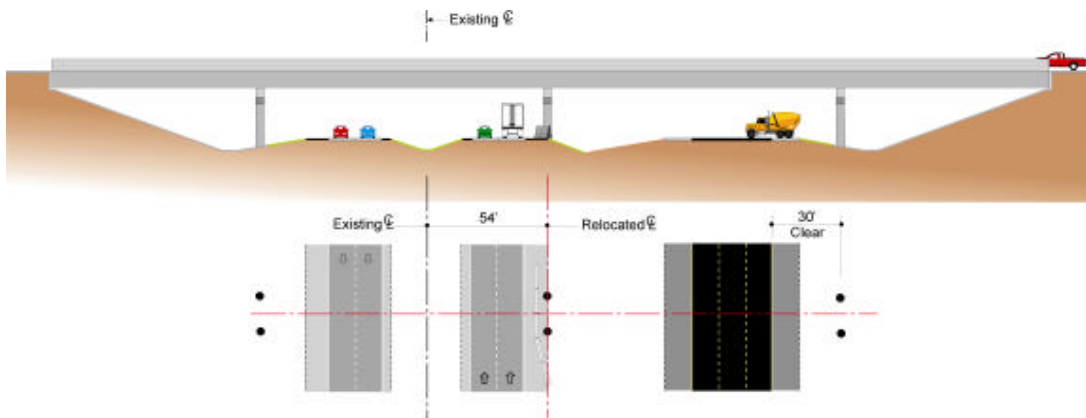 Existing ℄
Existing ℄
54'
Relocated ℄
30'
Clear